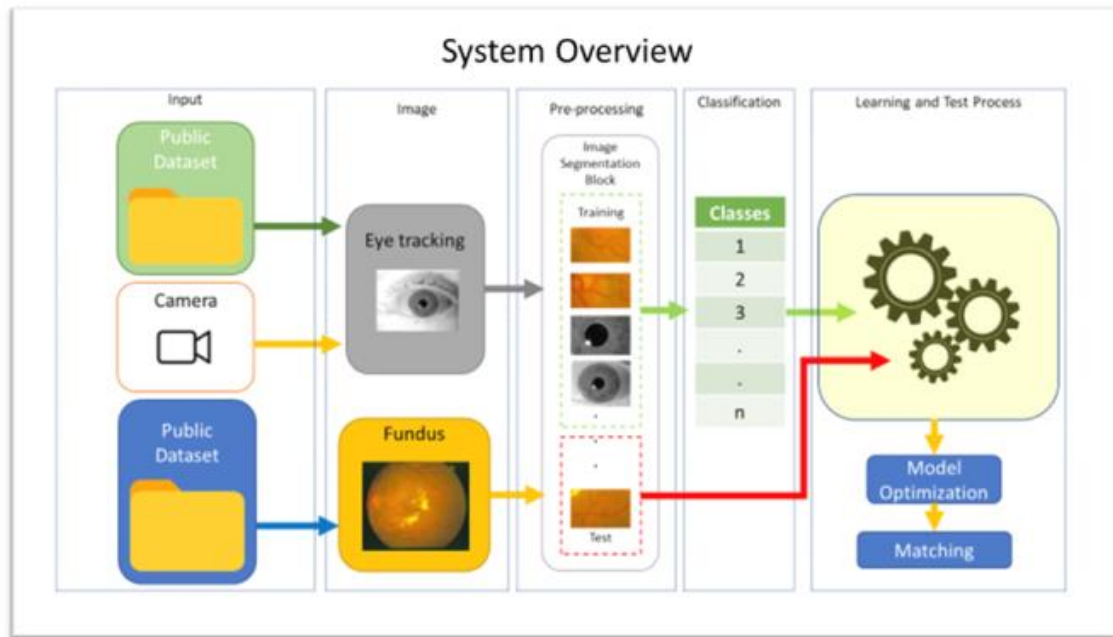 System Overview
Input
Public
Dataset
Camera
Public
Dataset
Image
Eye tracking
Fundus
Pre-processing
Image
Segmentation
Block
Training
.
.
.
Test
Classification
Classes
1
2
3
.
.
n
Learning and Test Process
Model
Optimization
Matching